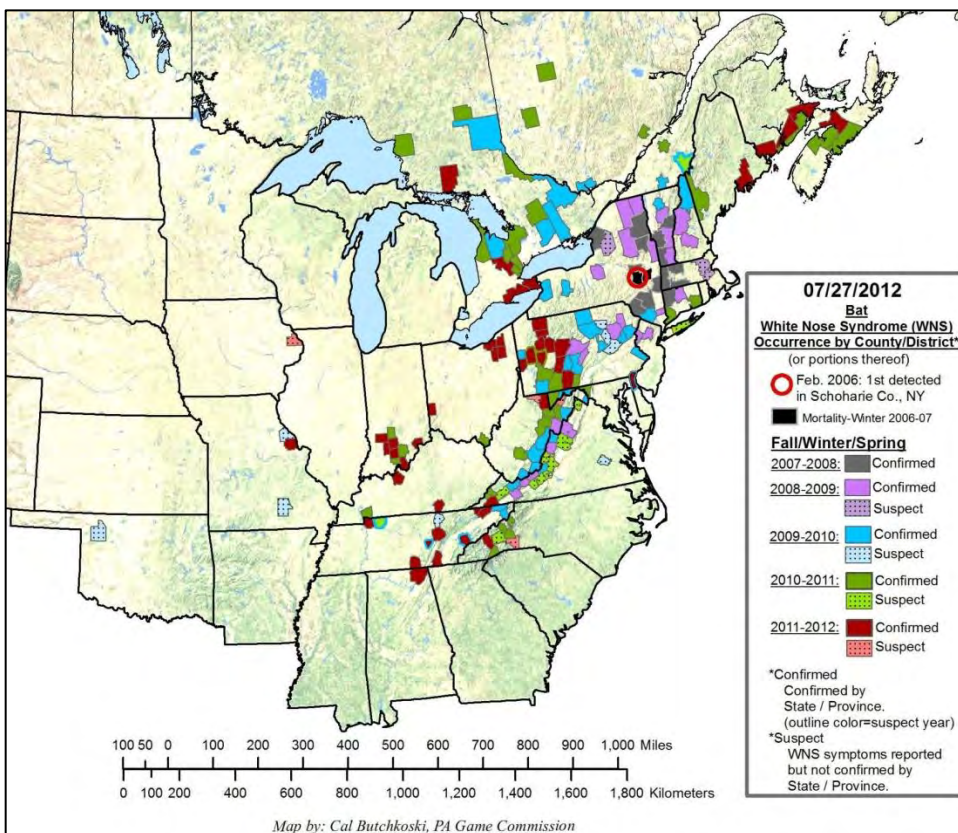 07/27/2012
Bat
White Nose Syndrome (WNS)
Occurrence by County/District*
(or portions thereof)
Feb. 2006: 1st detected
in Schoharie Co., NY
Mortality-Winter 2006-07
Fall/Winter/Spring
2007-2008: Confirmed
2008-2009: Confirmed
Suspect
2009-2010: Confirmed
Suspect
2010-2011: Confirmed
Suspect
2011-2012: Confirmed
Suspect
*Confirmed
Confirmed by
State / Province.
(outline color=suspect year)
*Suspect
WNS symptoms reported
but not confirmed by
State / Province.
100 50 0 100 200 300 400 500 600 700 800 900 1,000 Miles
0 100 200 400 600 800 1,000 1,200 1,400 1,600 1,800 Kilometers
Map by: Cal Butchkoski, PA Game Commission